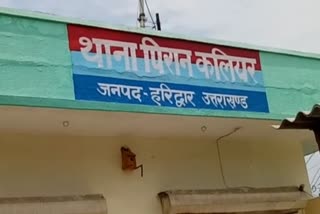 थाना पिरान कलियर
जनपद - हरिद्वार उत्तराखण्ड